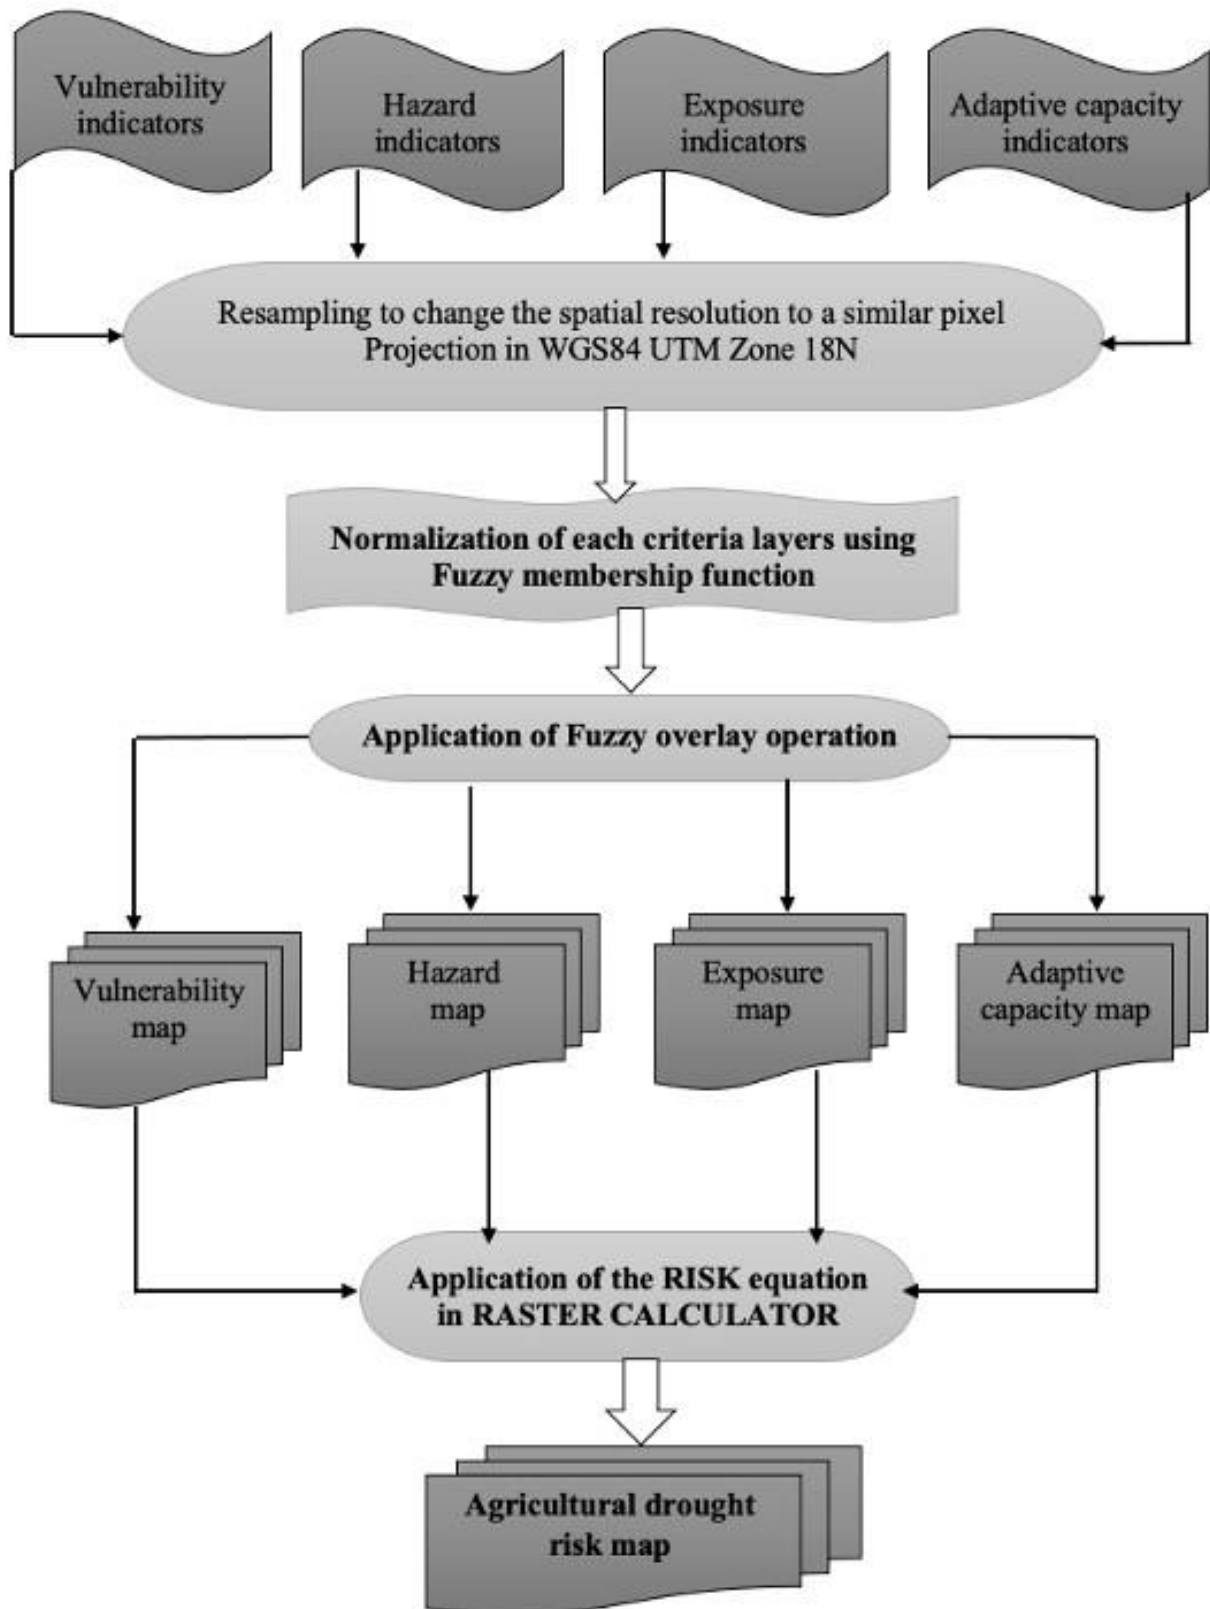 Vulnerability
indicators
Hazard
indicators
Exposure
indicators
Adaptive capacity
indicators
Resampling to change the spatial resolution to a similar pixel
Projection in WGS84 UTM Zone 18N
Normalization of each criteria layers using
Fuzzy membership function
Application of Fuzzy overlay operation
Vulnerability
map
Hazard
map
Exposure
map
Adaptive
capacity map
Application of the RISK equation
in RASTER CALCULATOR
Agricultural drought
risk map